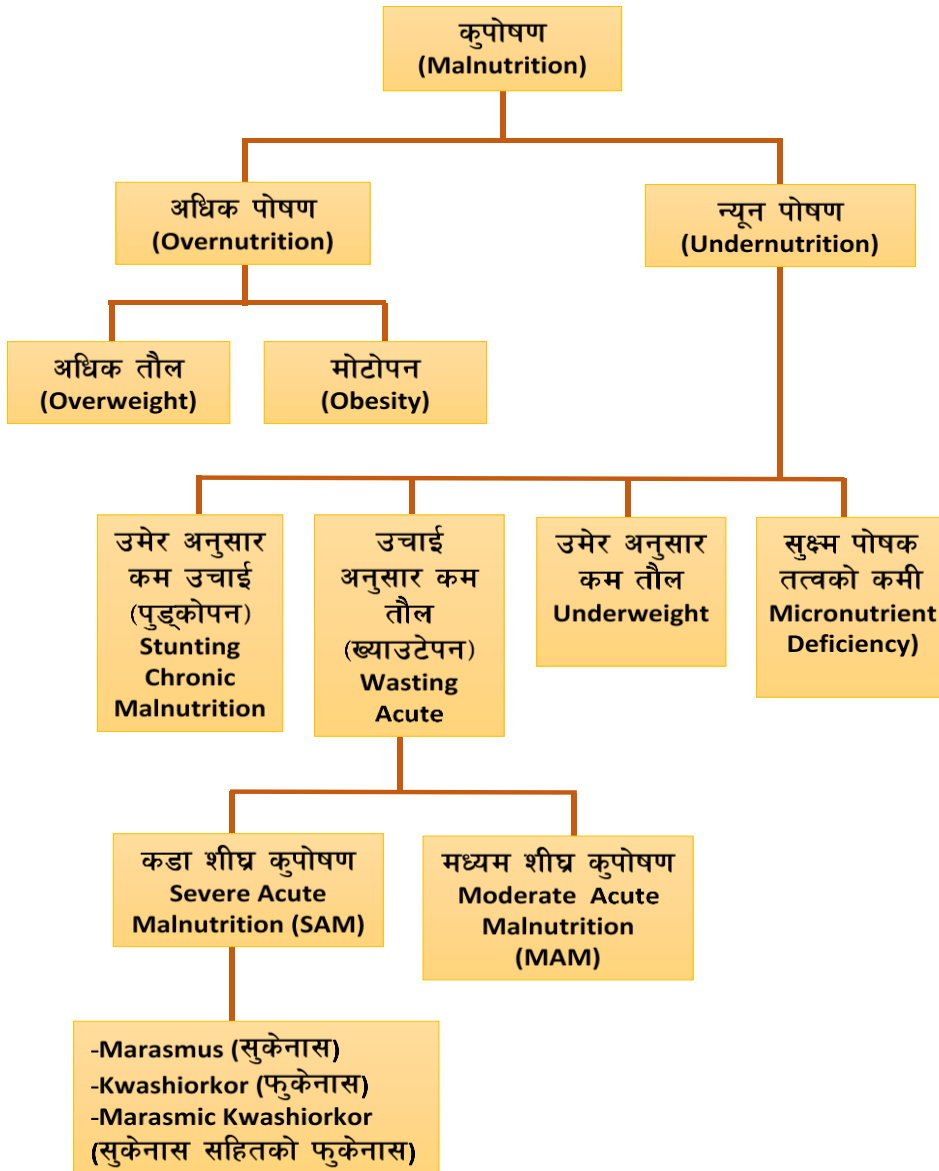 कुपोषण
(Malnutrition)
अधिक पोषण
(Overnutrition)
न्यून पोषण
(Undernutrition)
अधिक तौल
(Overweight)
मोटोपन
(Obesity)
उमेर अनुसार
कम उचाई
(पुड्कोपन)
Stunting
Chronic
Malnutrition
उचाई
अनुसार कम
तौल
(ख्याउटेपन)
Wasting
Acute
उमेर अनुसार
कम तौल
Underweight
सुक्ष्म पोषक
तत्वको कमी
Micronutrient
Deficiency)
कडा शीघ्र कुपोषण
Severe Acute
Malnutrition (SAM)
मध्यम शीघ्र कुपोषण
Moderate Acute
Malnutrition
(MAM)
-Marasmus (सुकेनास)
-Kwashiorkor (फुकेनास)
-Marasmic Kwashiorkor
(सुकेनास सहितको फुकेनास)